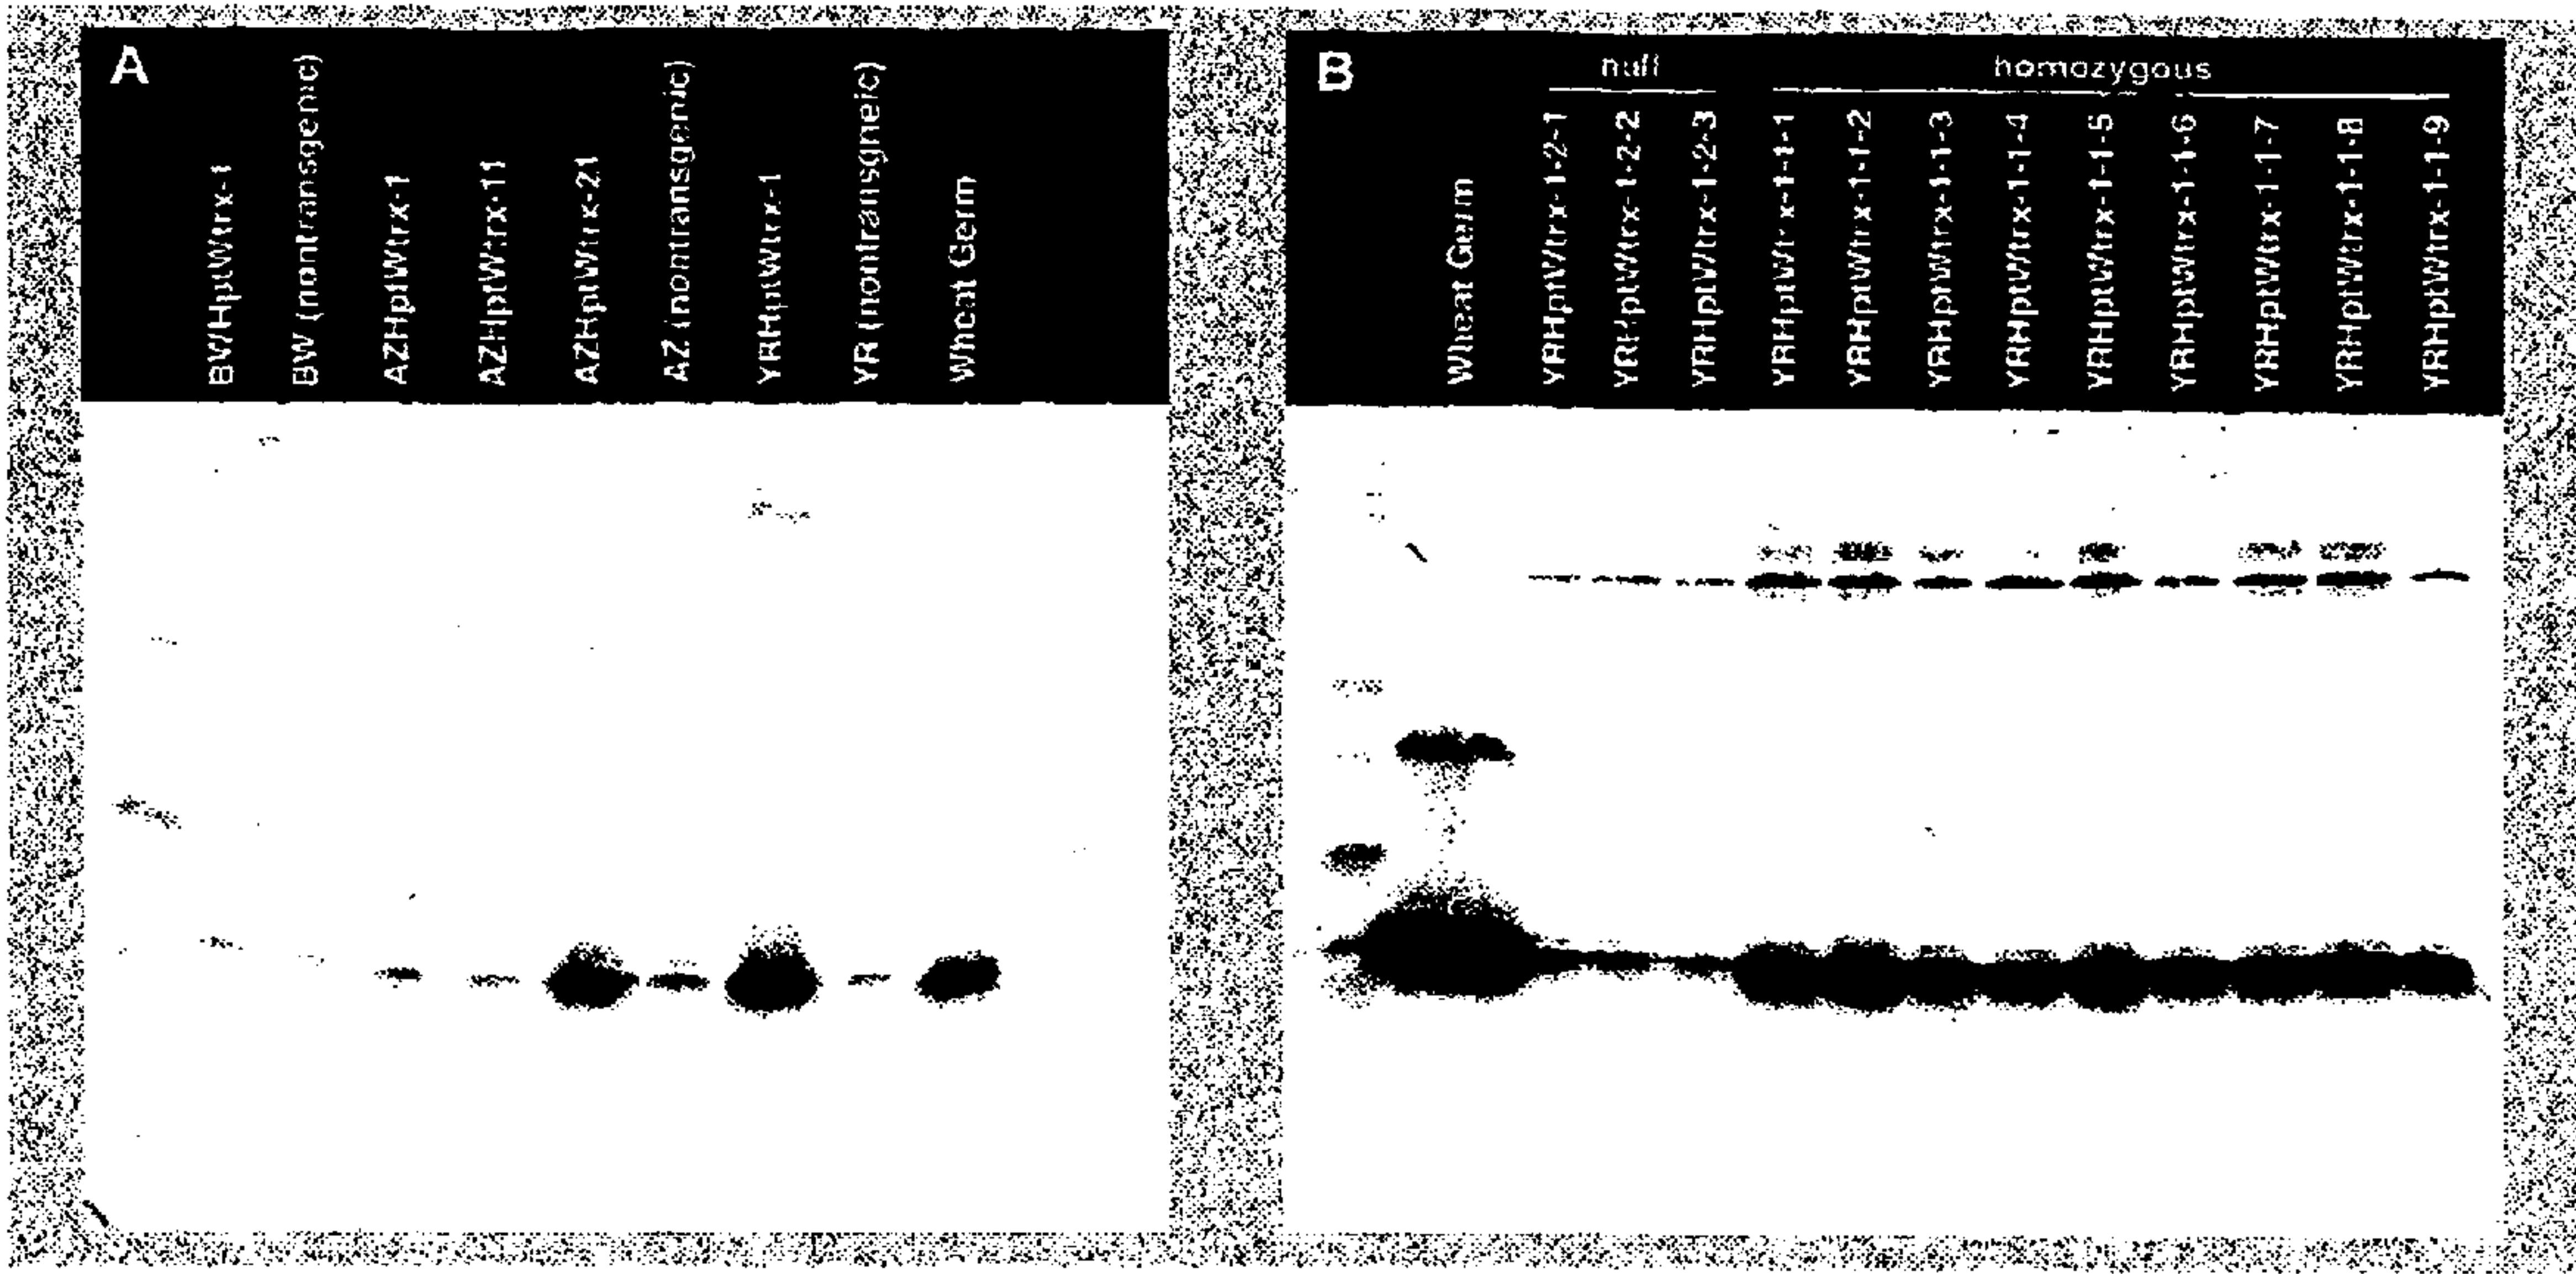 A
BWHptWtrx-1
BW (nontransgenic)
AZHptWtrx-1
AZHptWtrx-11
AZHptWtrx-21
AZ (nontransgenic)
YRHptWtrx-1
YR (nontransgneic)
Wheat Germ
B
null
homozygous
Wheat Germ
YRHptWtrx-1-2-1
YRHptWtrx-1-2-2
YRHptWtrx-1-2-3
YRHptWtrx-1-1-1
YRHptWtrx-1-1-2
YRHptWtrx-1-1-3
YRHptWtrx-1-1-4
YRHptWtrx-1-1-5
YRHptWtrx-1-1-6
YRHptWtrx-1-1-7
YRHptWtrx-1-1-8
YRHptWtrx-1-1-9